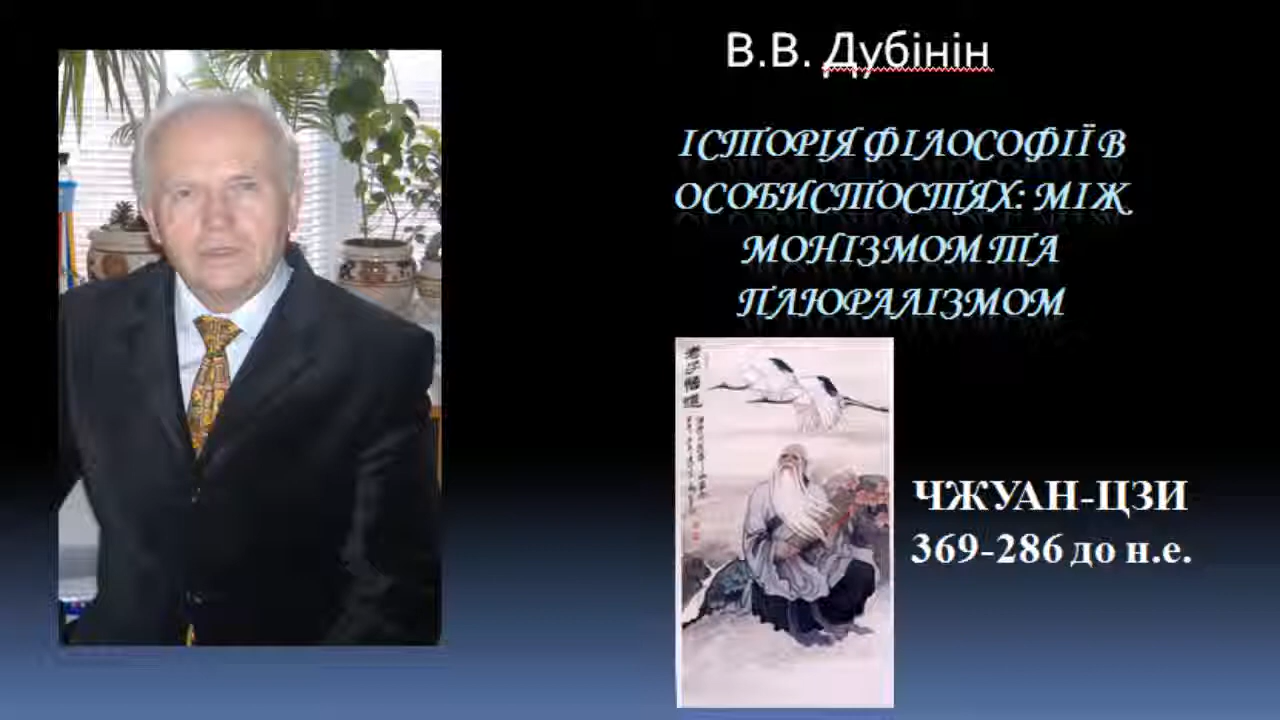 В.В. Дубінін
ІСТОРІЯ ФІЛОСОФІЇ В
ОСОБИСТОСТЯХ: МІЖ
МОНІЗМОМ ТА
ПЛЮРАЛІЗМОМ
ЧЖУАН-ЦЗИ
369-286 до н.е.